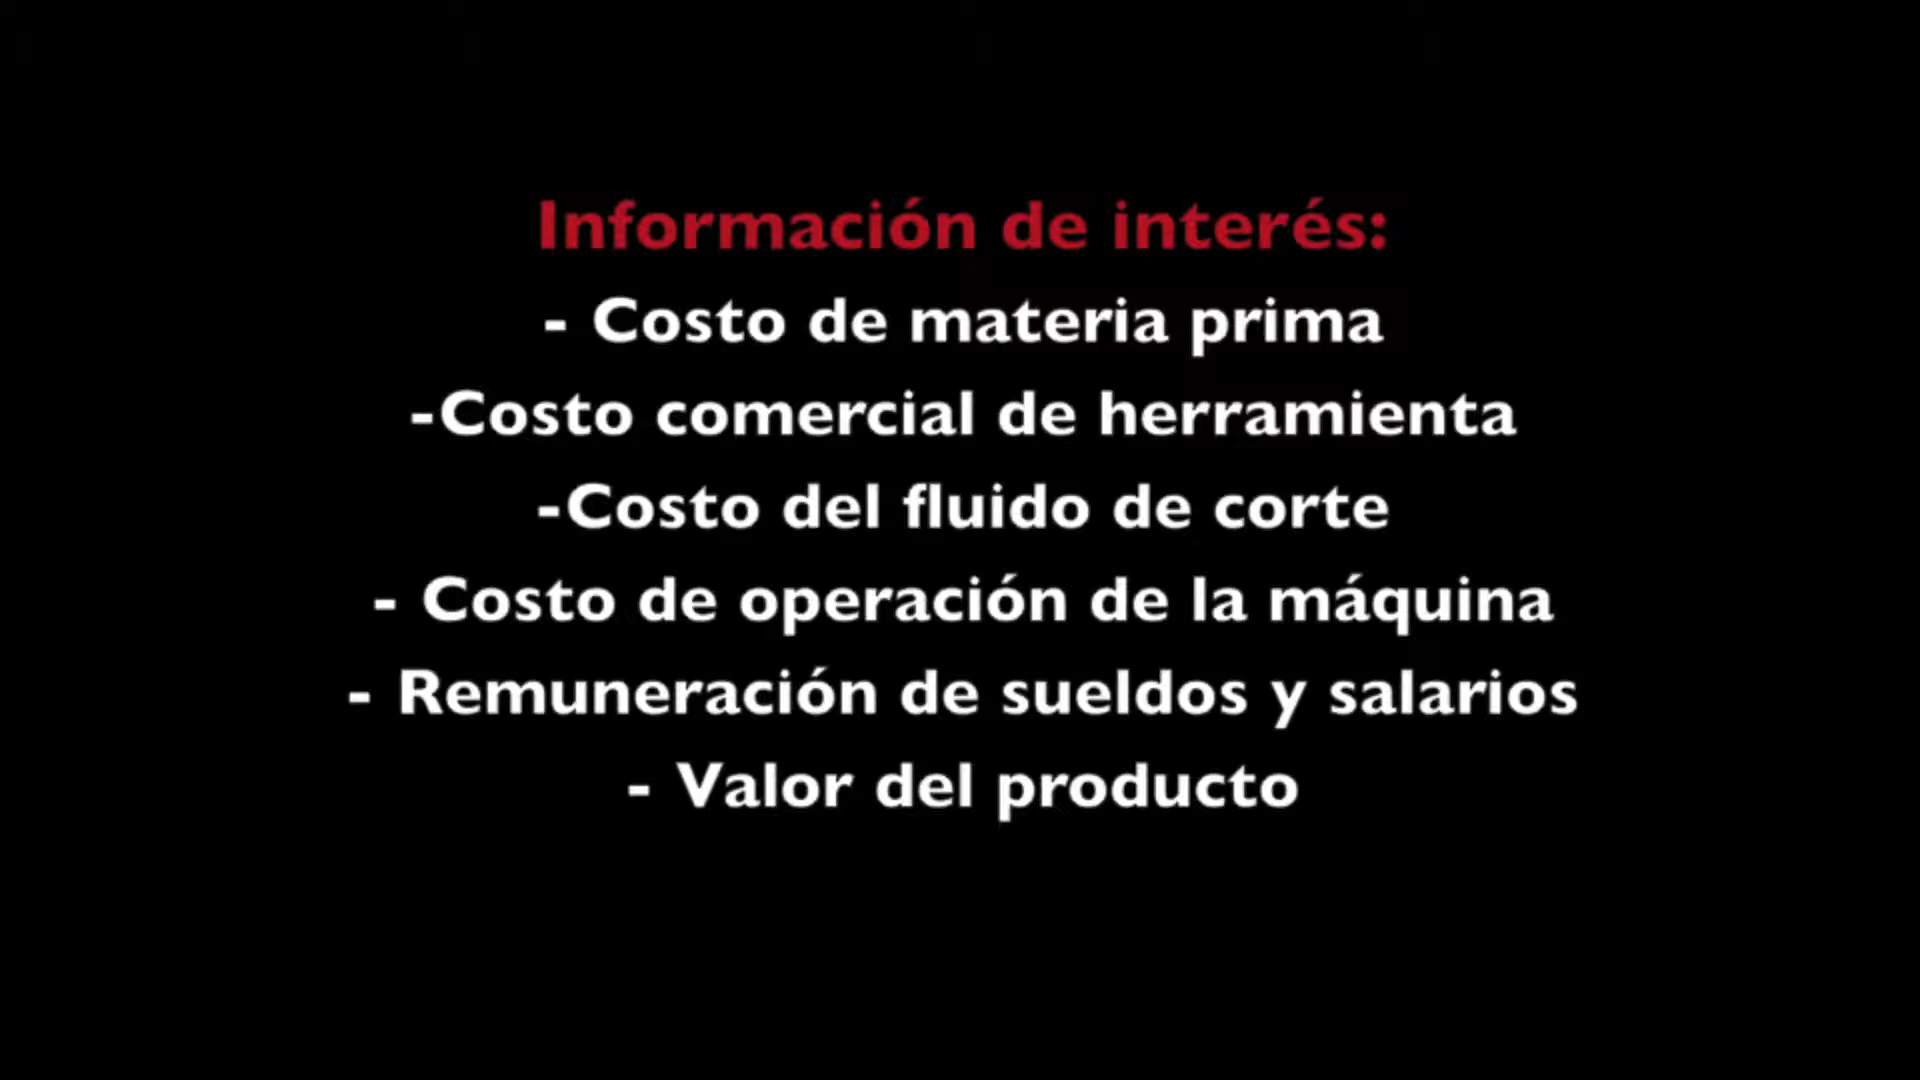 Información de interés:
- Costo de materia prima
-Costo comercial de herramienta
-Costo del fluido de corte
- Costo de operación de la máquina
- Remuneración de sueldos y salarios
- Valor del producto